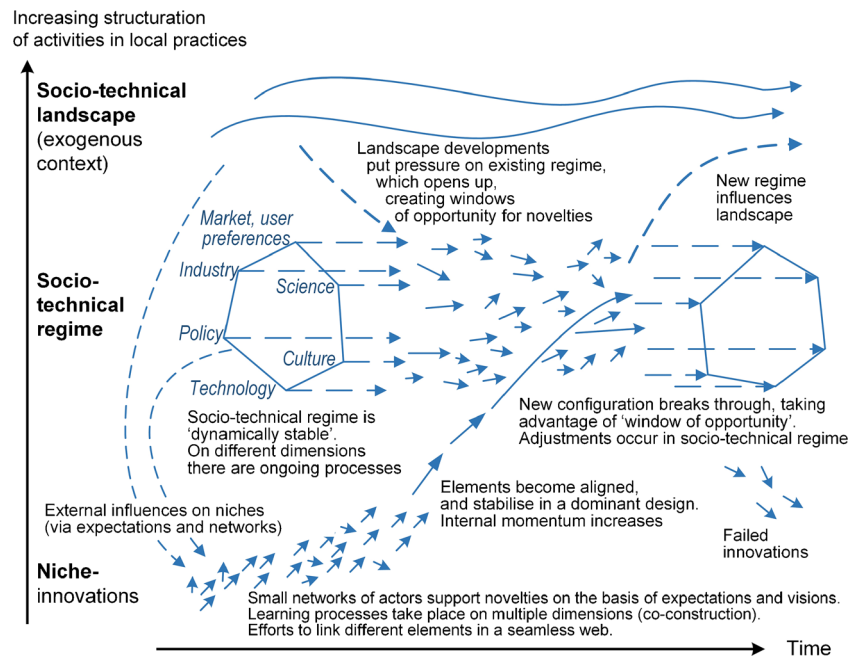 Increasing structuration
of activities in local practices
Socio-technical
landscape
(exogenous
context)
Landscape developments
put pressure on existing regime,
which opens up,
creating windows
of opportunity for novelties
New regime
influences
landscape
Market, user
preferences
Socio-
technical
regime
Industry
Science
Policy
Culture
Technology
Socio-technical regime is
‘dynamically stable’.
On different dimensions
there are ongoing processes
New configuration breaks through, taking
advantage of ‘window of opportunity’.
Adjustments occur in socio-technical regime
External influences on niches
(via expectations and networks)
Elements become aligned,
and stabilise in a dominant design.
Internal momentum increases
Failed
innovations
Niche-
innovations
Small networks of actors support novelties on the basis of expectations and visions.
Learning processes take place on multiple dimensions (co-construction).
Efforts to link different elements in a seamless web.
Time